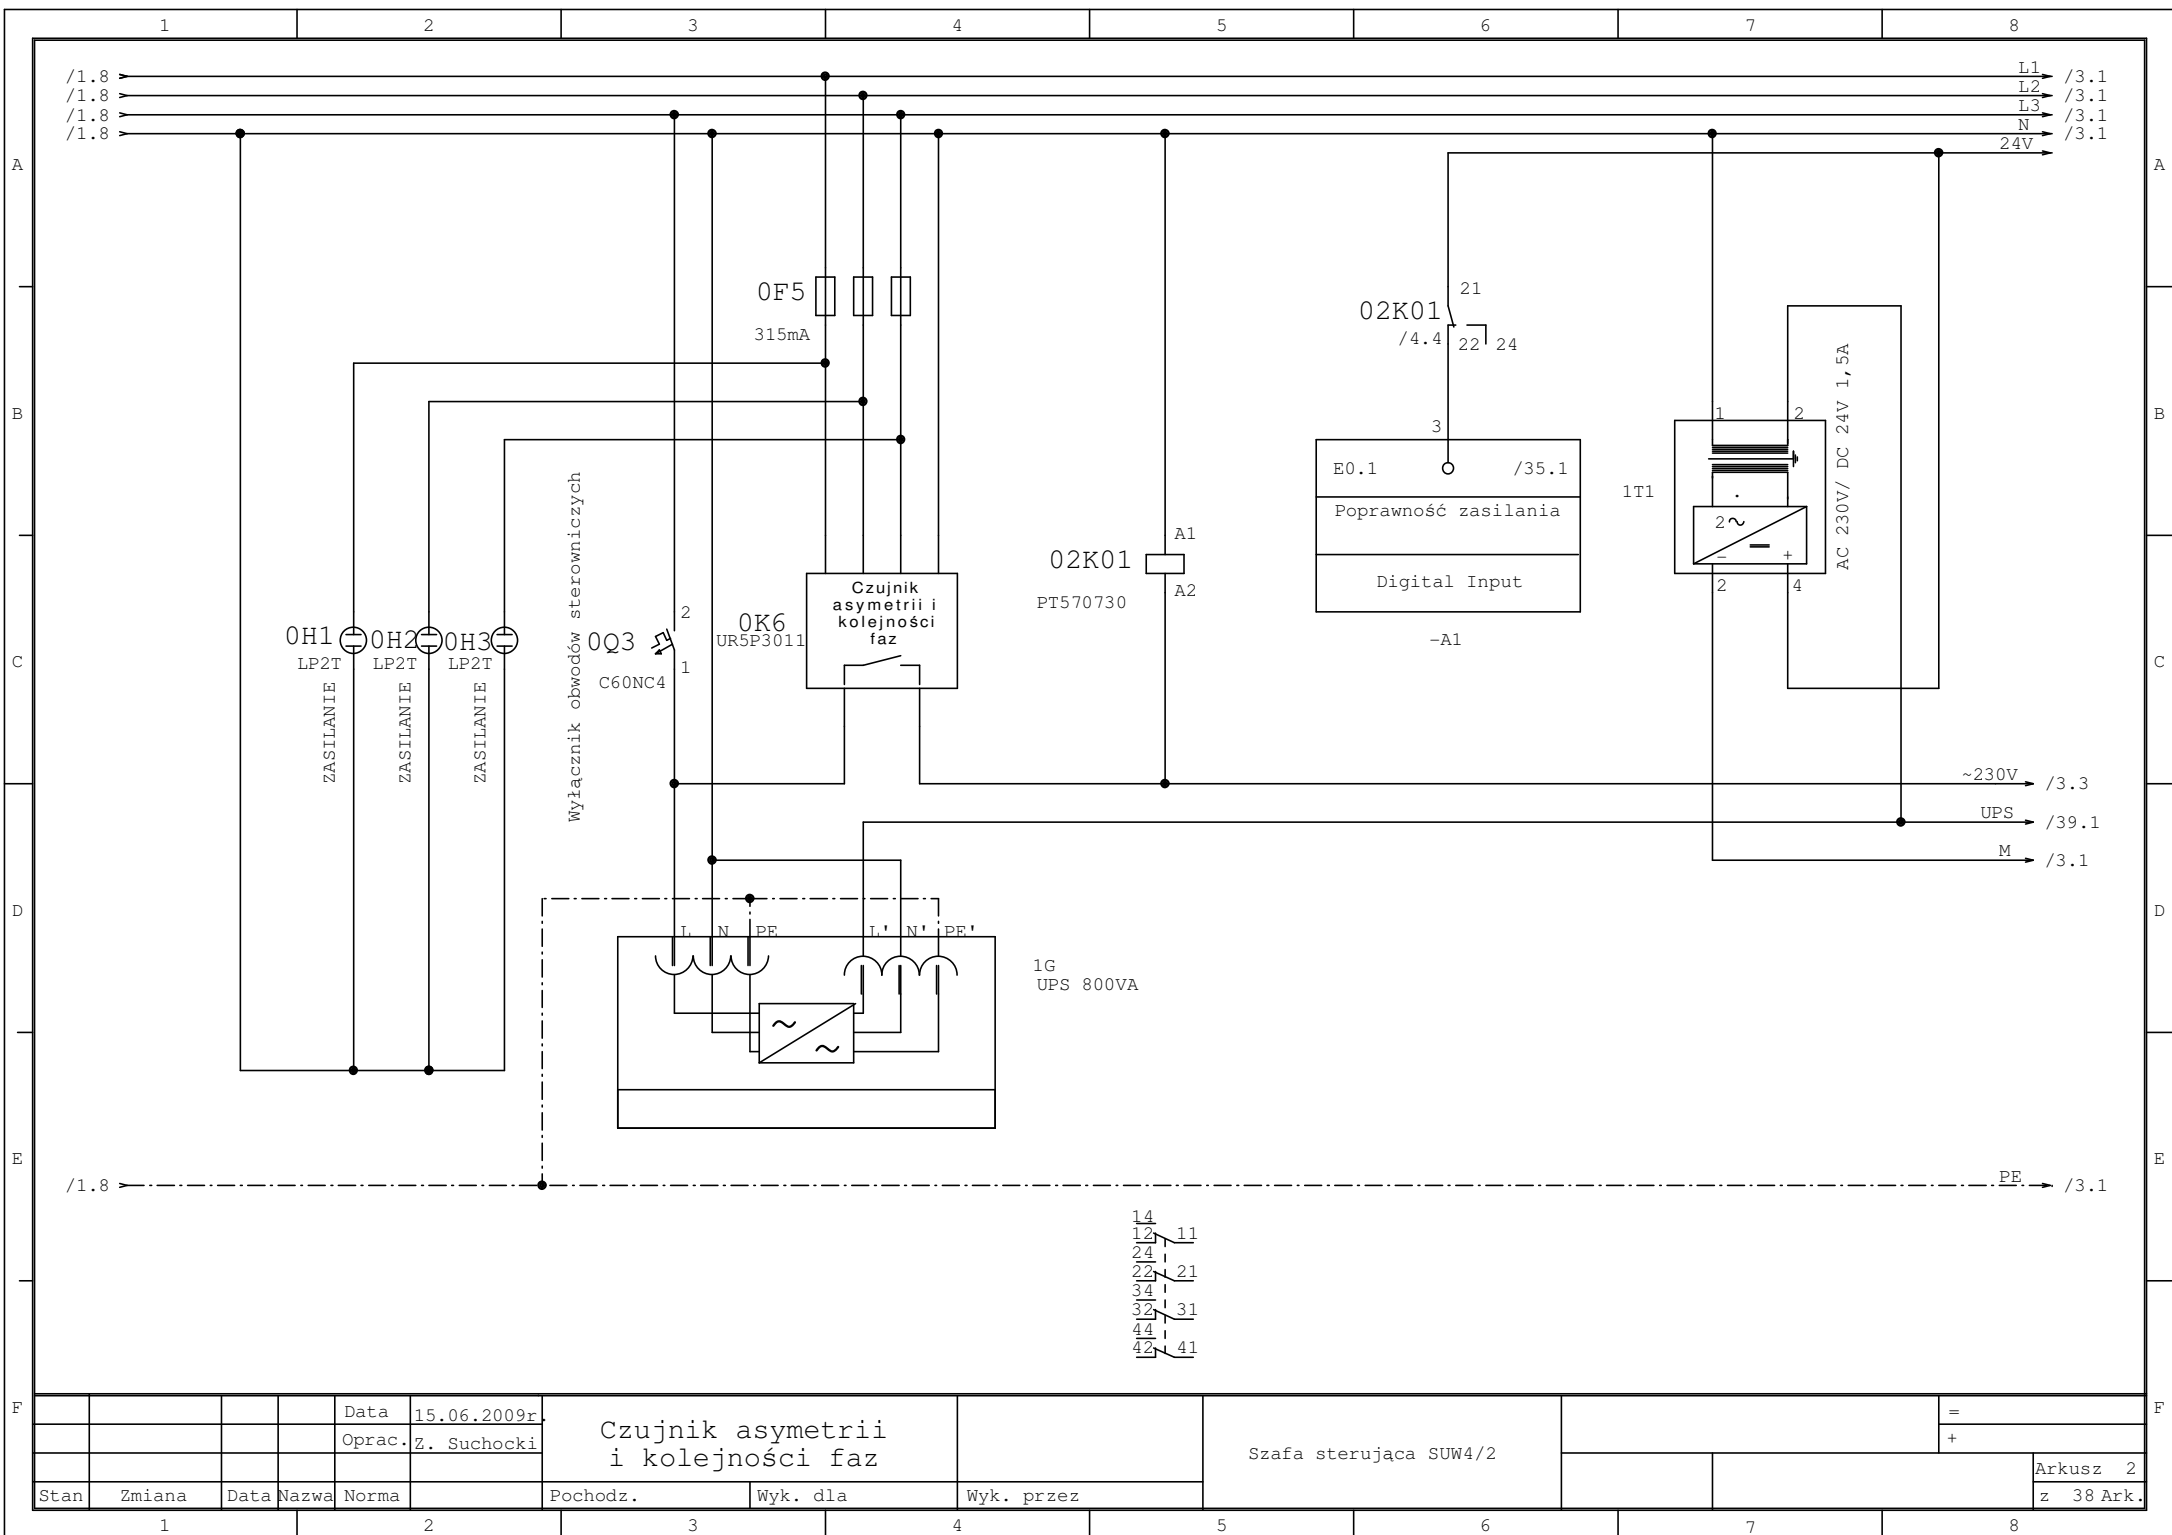 1 2 3 4 5 6 7 8
/1.8 L1 /3.1
/1.8 L2 /3.1
/1.8 L3 /3.1
/1.8 N /3.1
24V
A A
0F5
315mA
21
02K01
/4.4 22 24
B B
1 2
AC 230V/ DC 24V 1,5A
3
E0.1 /35.1
Poprawność zasilania
Digital Input
-A1
1T1
2
- +
2 4
Wyłącznik obwodów sterowniczych
A1
02K01
A2
PT570730
Czujnik
asymetrii i
kolejności
faz
0K6
UR5P3011
2
0Q3
1
C60NC4
0H1 0H2 0H3
LP2T LP2T LP2T
ZASILANIE ZASILANIE ZASILANIE
C C
~230V /3.3
UPS /39.1
M /3.1
D D
L N PE L' N' PE'
1G
UPS 800VA
E E
/1.8 PE /3.1
14
12 11
24
22 21
34
32 31
44
42 41
F F
Data 15.06.2009r.
Oprac. Z. Suchocki
Czujnik asymetrii
i kolejności faz
Szafa sterująca SUW4/2
=
+
Arkusz 2
z 38 Ark.
Stan Zmiana Data Nazwa Norma Pochodz. Wyk. dla Wyk. przez
1 2 3 4 5 6 7 8